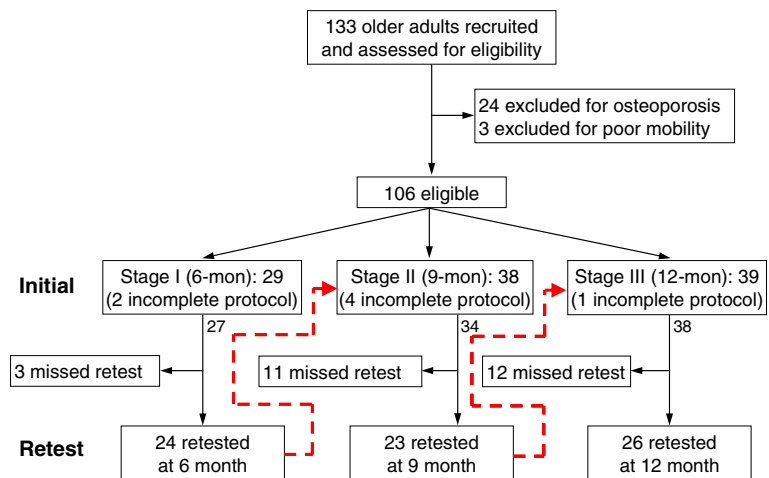 133 older adults recruited
and assessed for eligibility
24 excluded for osteoporosis
3 excluded for poor mobility
106 eligible
Initial
Stage I (6-mon): 29
(2 incomplete protocol)
Stage II (9-mon): 38
(4 incomplete protocol)
Stage III (12-mon): 39
(1 incomplete protocol)
27
34
38
3 missed retest
11 missed retest
12 missed retest
Retest
24 retested
at 6 month
23 retested
at 9 month
26 retested
at 12 month